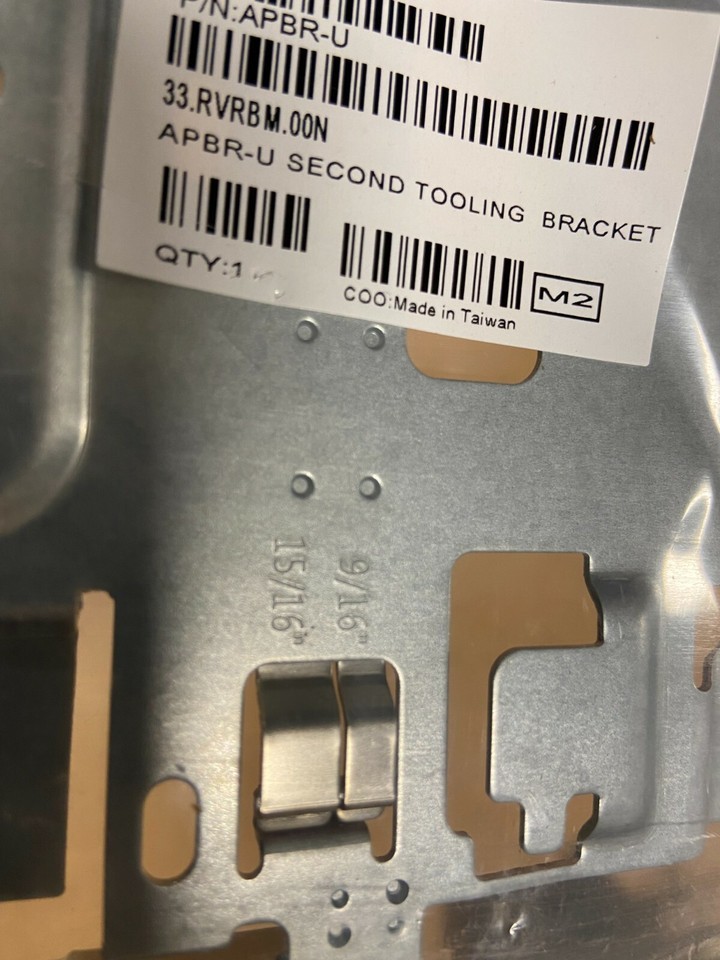 P/N:APBR-U
33.RVRBM.00N
APBR-U SECOND TOOLING BRACKET
QTY:1
COO:Made in Taiwan
M2
15/16"
9/16"